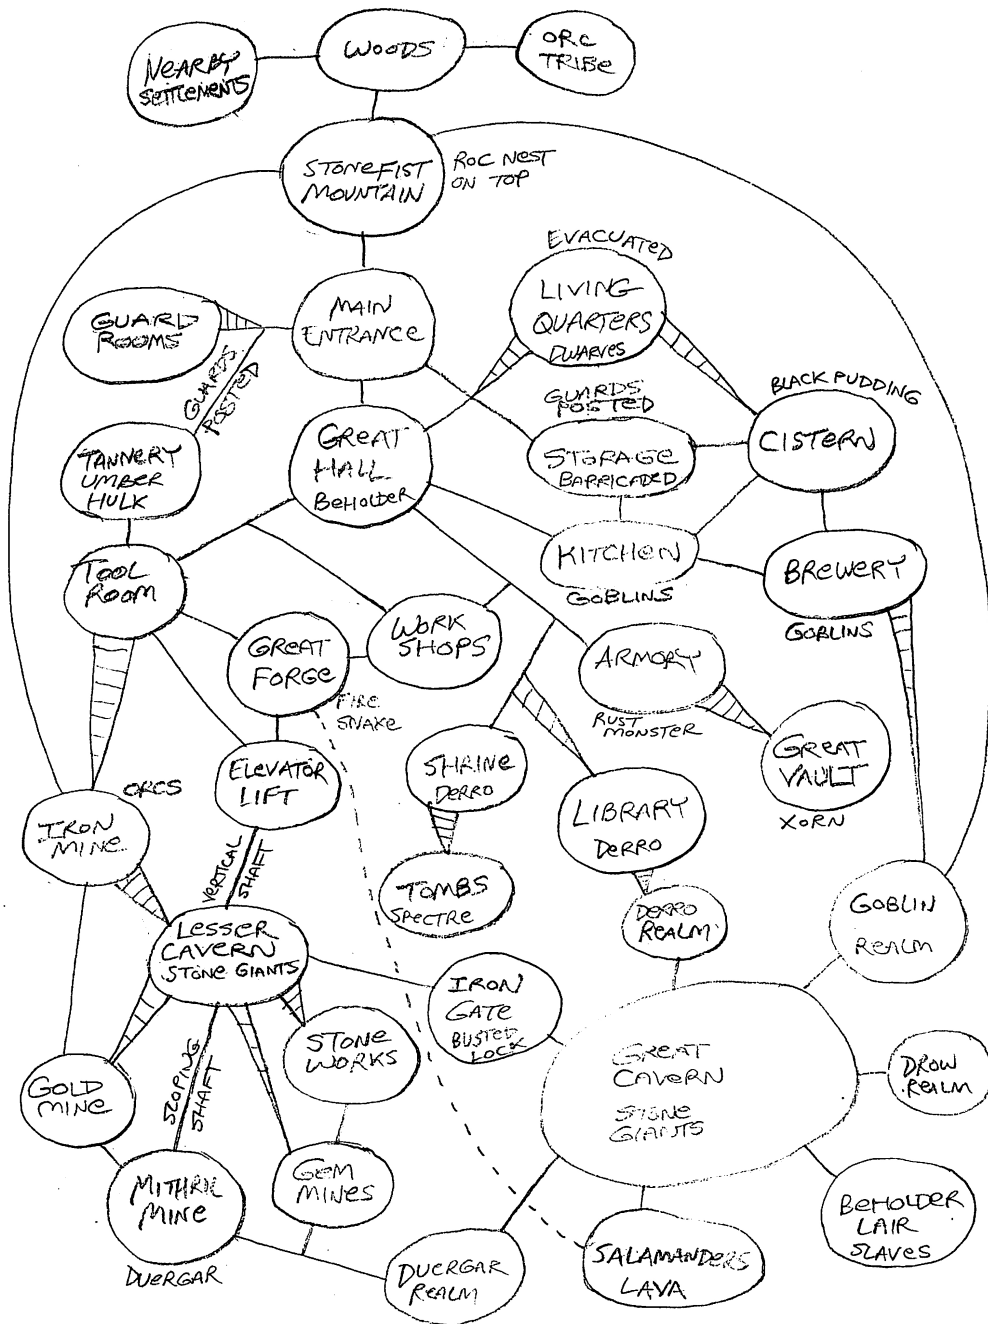 WOODS
ORC
TRIBE
NEARBY
SETTLEMENTS
STONEFIST
MOUNTAIN
ROC NEST
ON TOP
EVACUATED
LIVING
QUARTERS
DWARVES
MAIN
ENTRANCE
GUARD
ROOMS
GUARDS
POSTED
GUARDS
POSTED
BLACK PUDDING
CISTERN
STORAGE
BARRICADED
GREAT
HALL
BEHOLDER
TANNERY
UMBER
HULK
KITCHEN
GOBLINS
BREWERY
GOBLINS
TOOL
ROOM
WORK
SHOPS
GREAT
FORGE
FIRE
SNAKE
ARMORY
RUST
MONSTER
GREAT
VAULT
XORN
ELEVATOR
LIFT
SHRINE
DERRO
LIBRARY
DERRO
ORCS
IRON
MINE
VERTICAL
SHAFT
TOMBS
SPECTRE
DERRO
REALM
GOBLIN
REALM
LESSER
CAVERN
STONE GIANTS
IRON
GATE
BUSTED
LOCK
STONE
WORKS
GREAT
CAVERN
STONE
GIANTS
DROW
REALM
GOLD
MINE
SLOPING
SHAFT
MITHRIL
MINE
DUERGAR
GEM
MINES
BEHOLDER
LAIR
SLAVES
DUERGAR
REALM
SALAMANDERS
LAVA